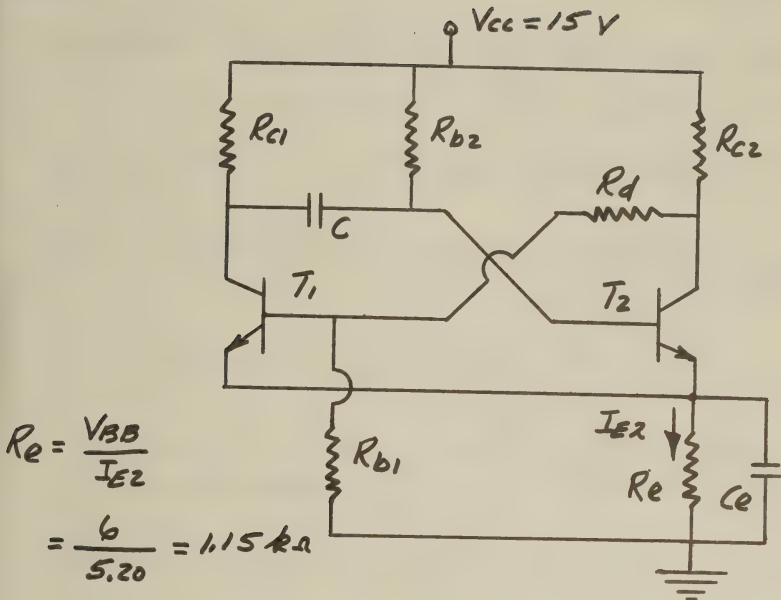 Vcc = 15 V
Rc1
Rb2
Rc2
Rd
C
T1
T2
IE2
Re = VBB / IE2
Rb1
Re
Ce
= 6 / 5.20 = 1.15 kΩ